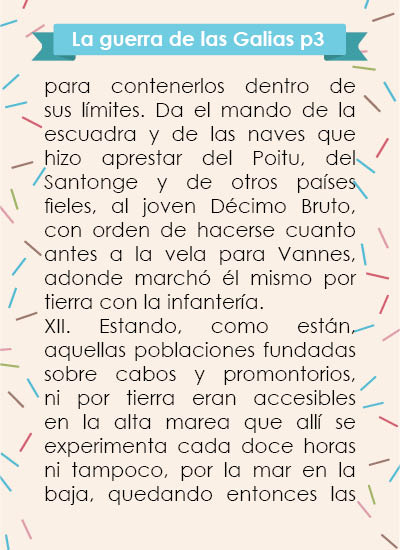 La guerra de las Galias p3
para contenerlos dentro de
sus límites. Da el mando de la
escuadra y de las naves que
hizo aprestar del Poitu, del
Santonge y de otros países
fieles, al joven Décimo Bruto,
con orden de hacerse cuanto
antes a la vela para Vannes,
adonde marchó él mismo por
tierra con la infantería.
XII. Estando, como están,
aquellas poblaciones fundadas
sobre cabos y promontorios,
ni por tierra eran accesibles
en la alta marea que allí se
experimenta cada doce horas
ni tampoco, por la mar en la
baja, quedando entonces las